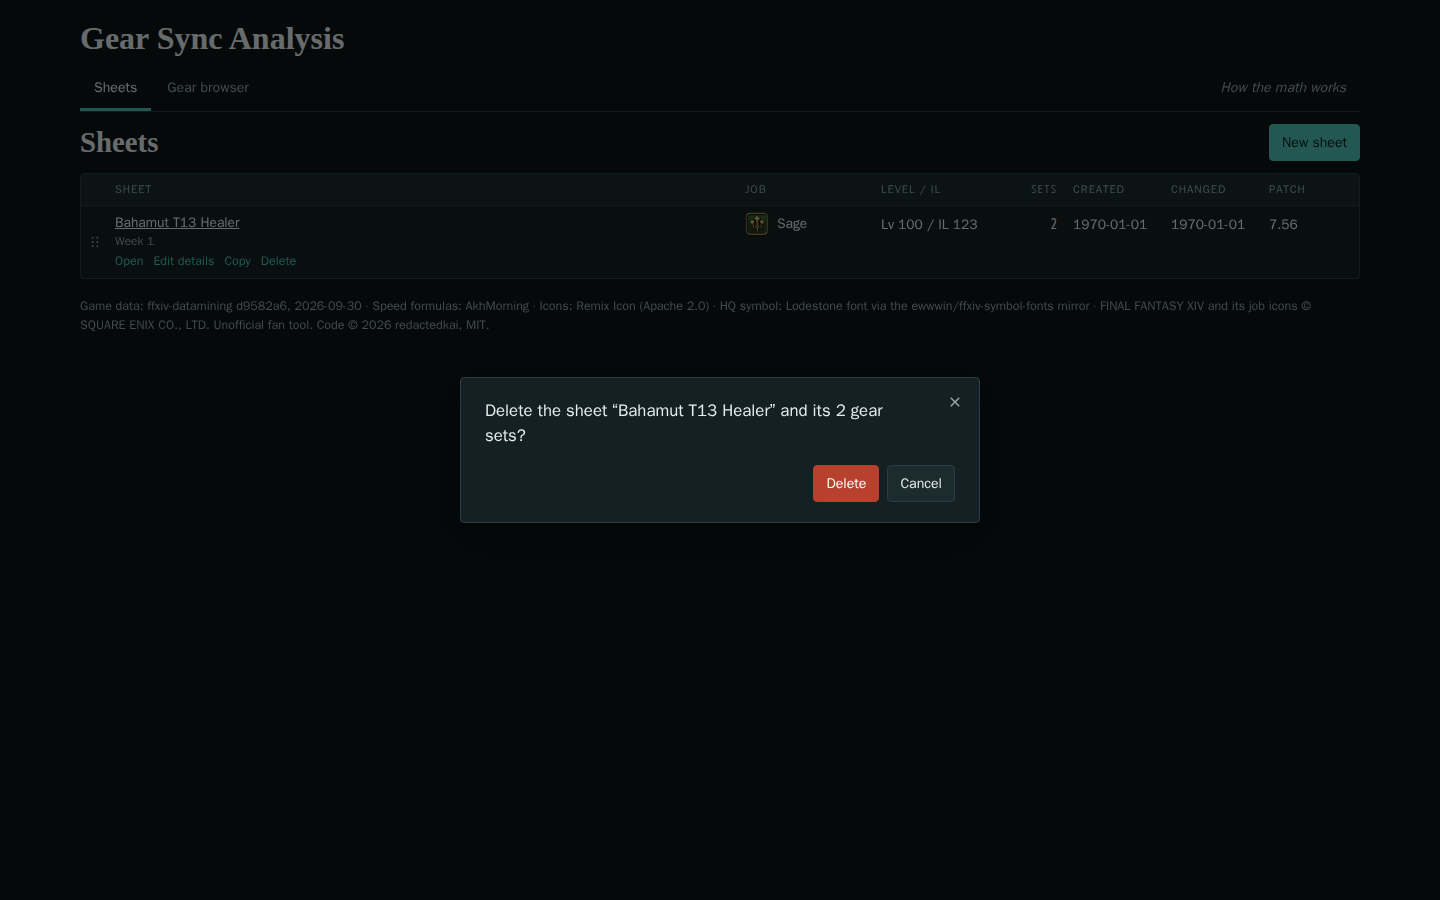 Gear Sync Analysis
Sheets
Gear browser
How the math works
Sheets
New sheet
SHEET JOB LEVEL / IL SETS CREATED CHANGED PATCH
Bahamut T13 Healer Sage Lv 100 / IL 123 2 1970-01-01 1970-01-01 7.56
Week 1
Open Edit details Copy Delete
Game data: ffxiv-datamining d9582a6, 2026-09-30 · Speed formulas: AkhMorning · Icons: Remix Icon (Apache 2.0) · HQ symbol: Lodestone font via the ewwwin/ffxiv-symbol-fonts mirror · FINAL FANTASY XIV and its job icons ©
SQUARE ENIX CO., LTD. Unofficial fan tool. Code © 2026 redactedkai, MIT.
Delete the sheet “Bahamut T13 Healer” and its 2 gear
sets?
Delete Cancel